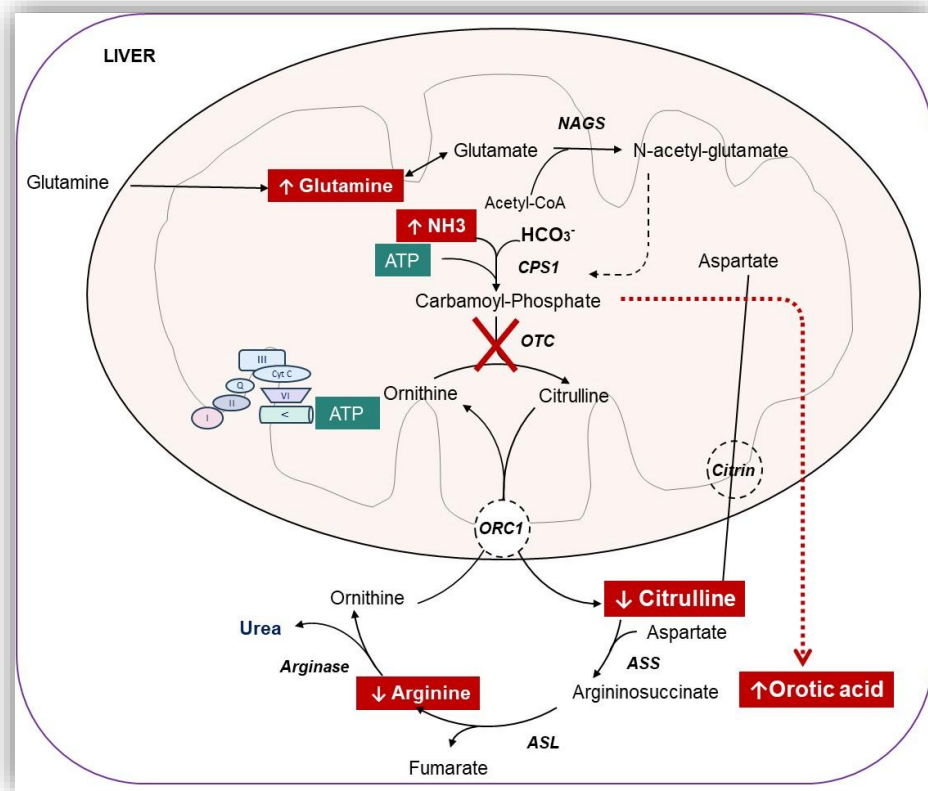 LIVER
NAGS
Glutamate
N-acetyl-glutamate
Glutamine
↑ Glutamine
Acetyl-CoA
↑ NH3
HCO3-
ATP
CPS1
Aspartate
Carbamoyl-Phosphate
OTC
III
Cyt C
Q
II
VI
I
<
ATP
Ornithine
Citrulline
Citrin
ORC1
Ornithine
↓ Citrulline
Urea
Aspartate
Arginase
ASS
↓ Arginine
Argininosuccinate
↑Orotic acid
ASL
Fumarate